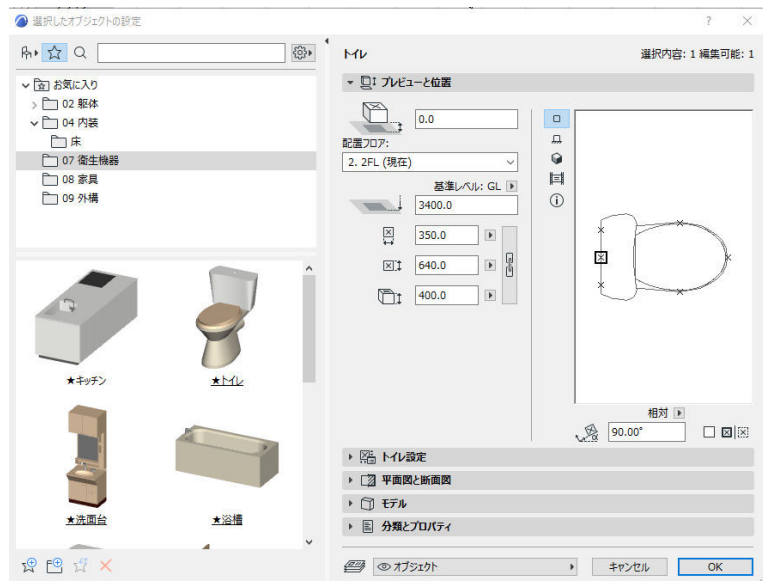 選択したオブジェクトの設定
お気に入り
02 躯体
04 内装
床
07 衛生機器
08 家具
09 外構
★キッチン
★トイレ
★洗面台
★浴槽
トイレ
選択内容: 1 編集可能: 1
プレビューと位置
0.0
配置フロア:
2. 2FL (現在)
基準レベル: GL
3400.0
350.0
640.0
400.0
相対
α
90.00°
トイレ設定
平面図と断面図
モデル
分類とプロパティ
オブジェクト
キャンセル
OK